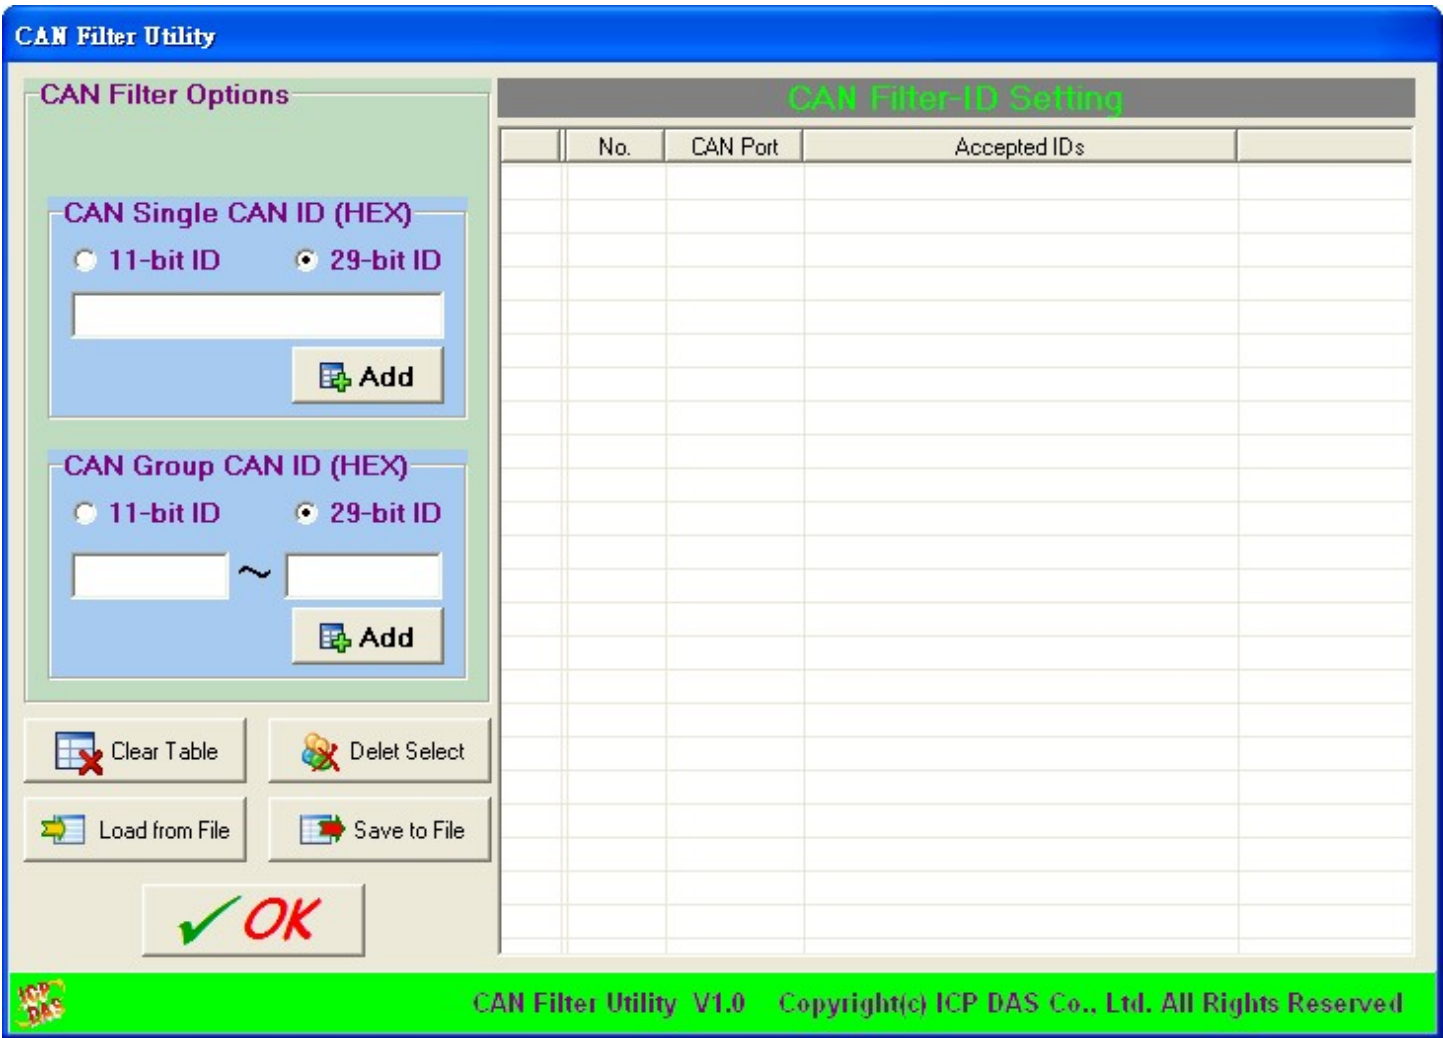 CAN Filter Utility
CAN Filter Options
CAN Single CAN ID (HEX)
11-bit ID 29-bit ID
Add
CAN Group CAN ID (HEX)
11-bit ID 29-bit ID
~
Add
Clear Table Delet Select
Load from File Save to File
OK
CAN Filter-ID Setting
No. CAN Port Accepted IDs
ICP DAS
CAN Filter Utility V1.0 Copyright(c) ICP DAS Co., Ltd. All Rights Reserved